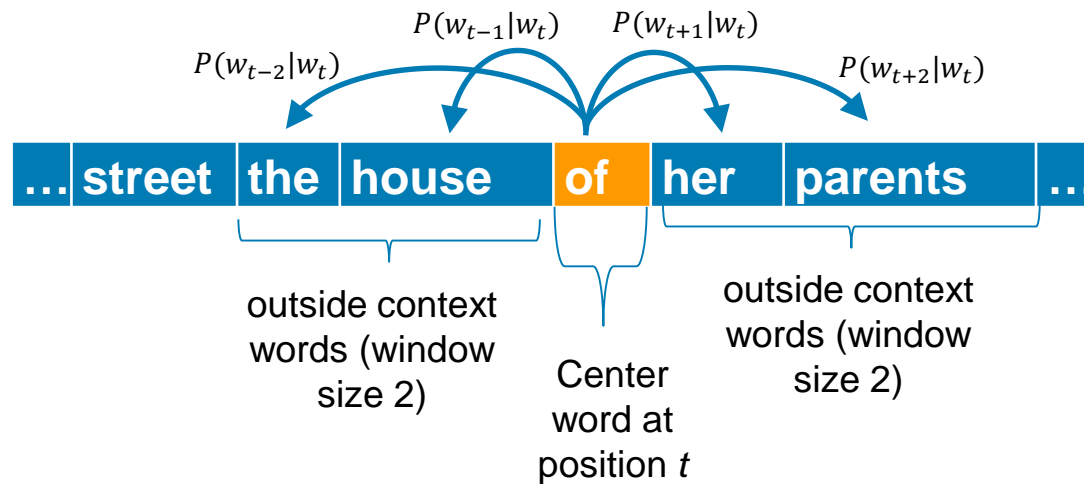 P(w_{t−1}|w_t) P(w_{t+1}|w_t)
P(w_{t−2}|w_t) P(w_{t+2}|w_t)
… street the house of her parents …
outside context
words (window
size 2)
Center
word at
position t
outside context
words (window
size 2)